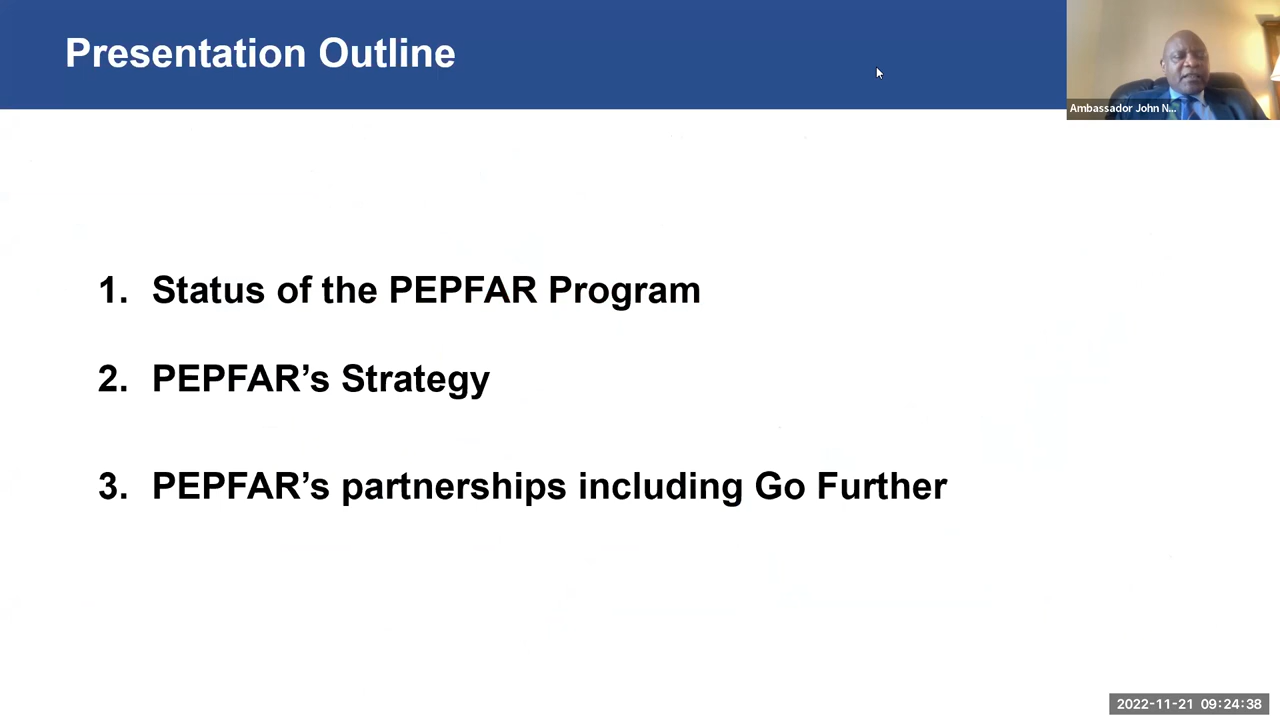 Presentation Outline
Ambassador John N...
1. Status of the PEPFAR Program
2. PEPFAR’s Strategy
3. PEPFAR’s partnerships including Go Further
2022-11-21 09:24:38